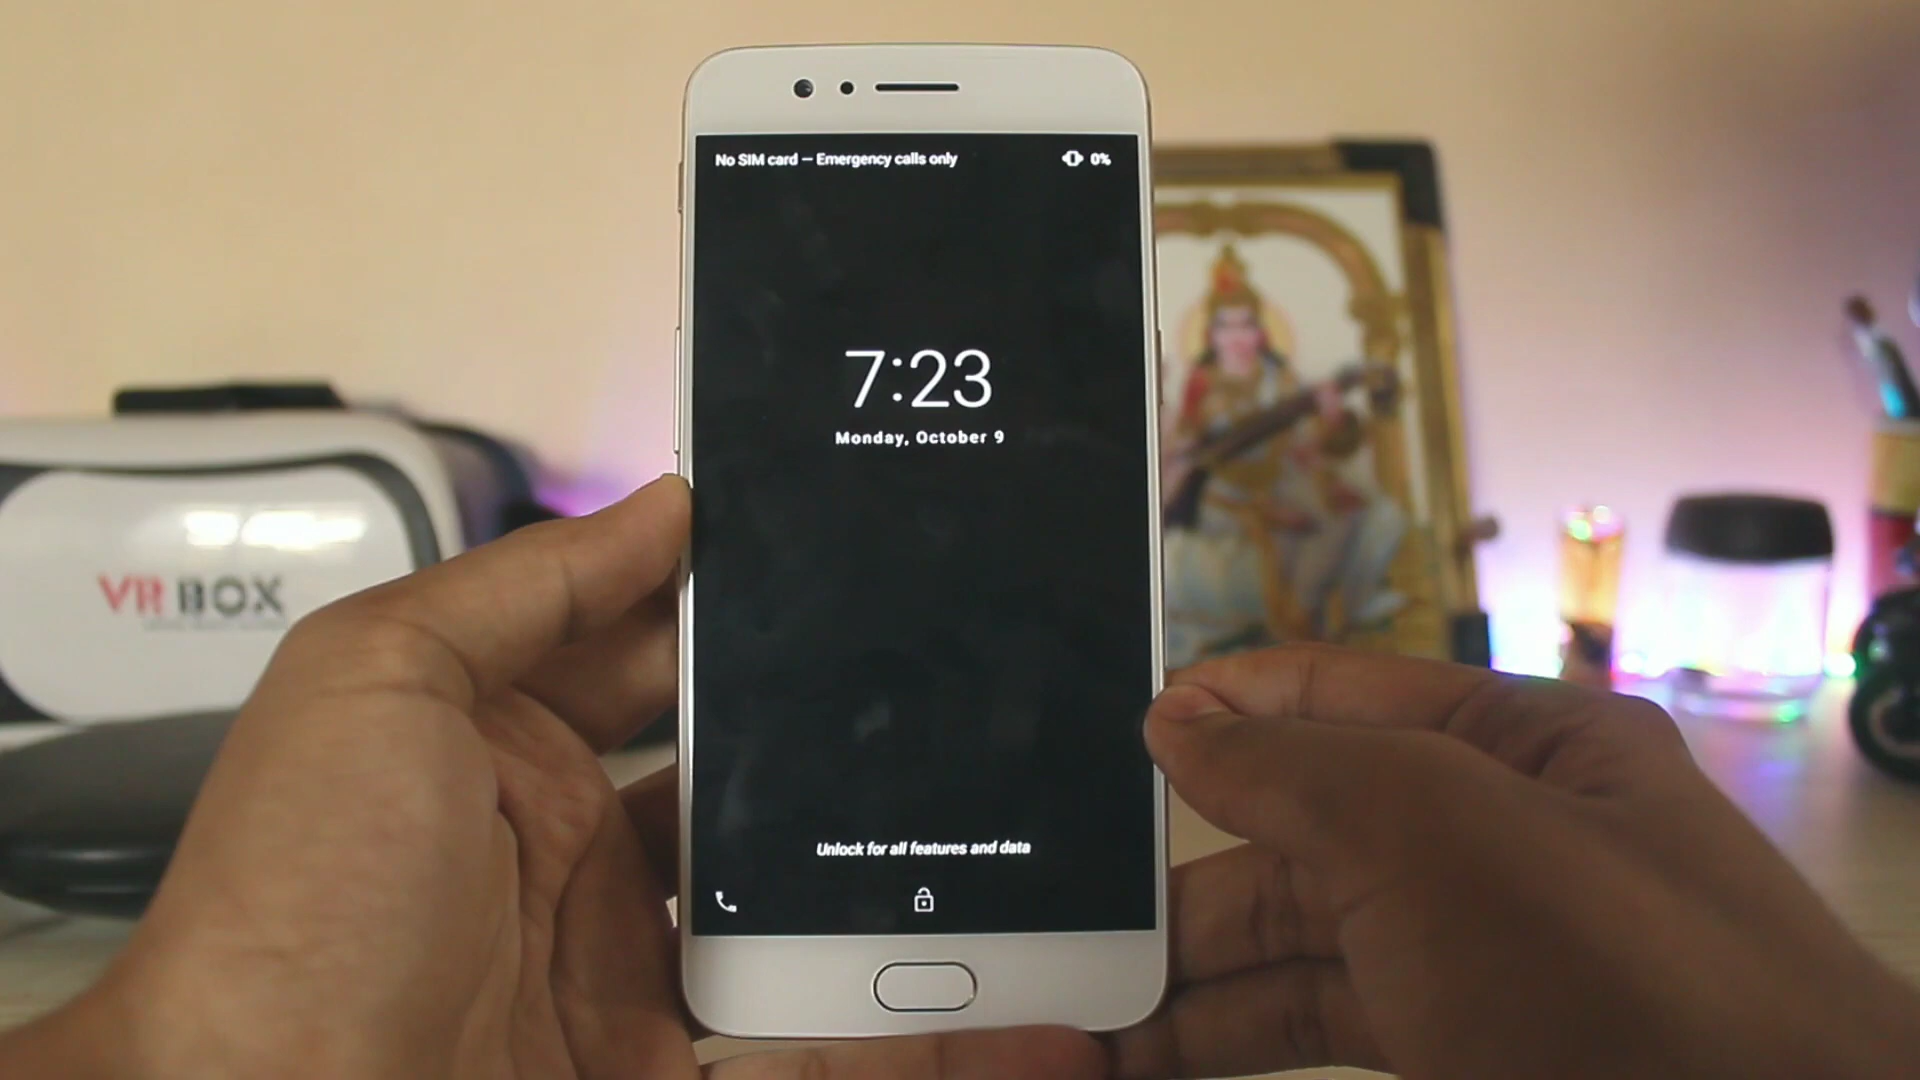 No SIM card — Emergency calls only 0%
7:23
Monday, October 9
Unlock for all features and data
VR BOX